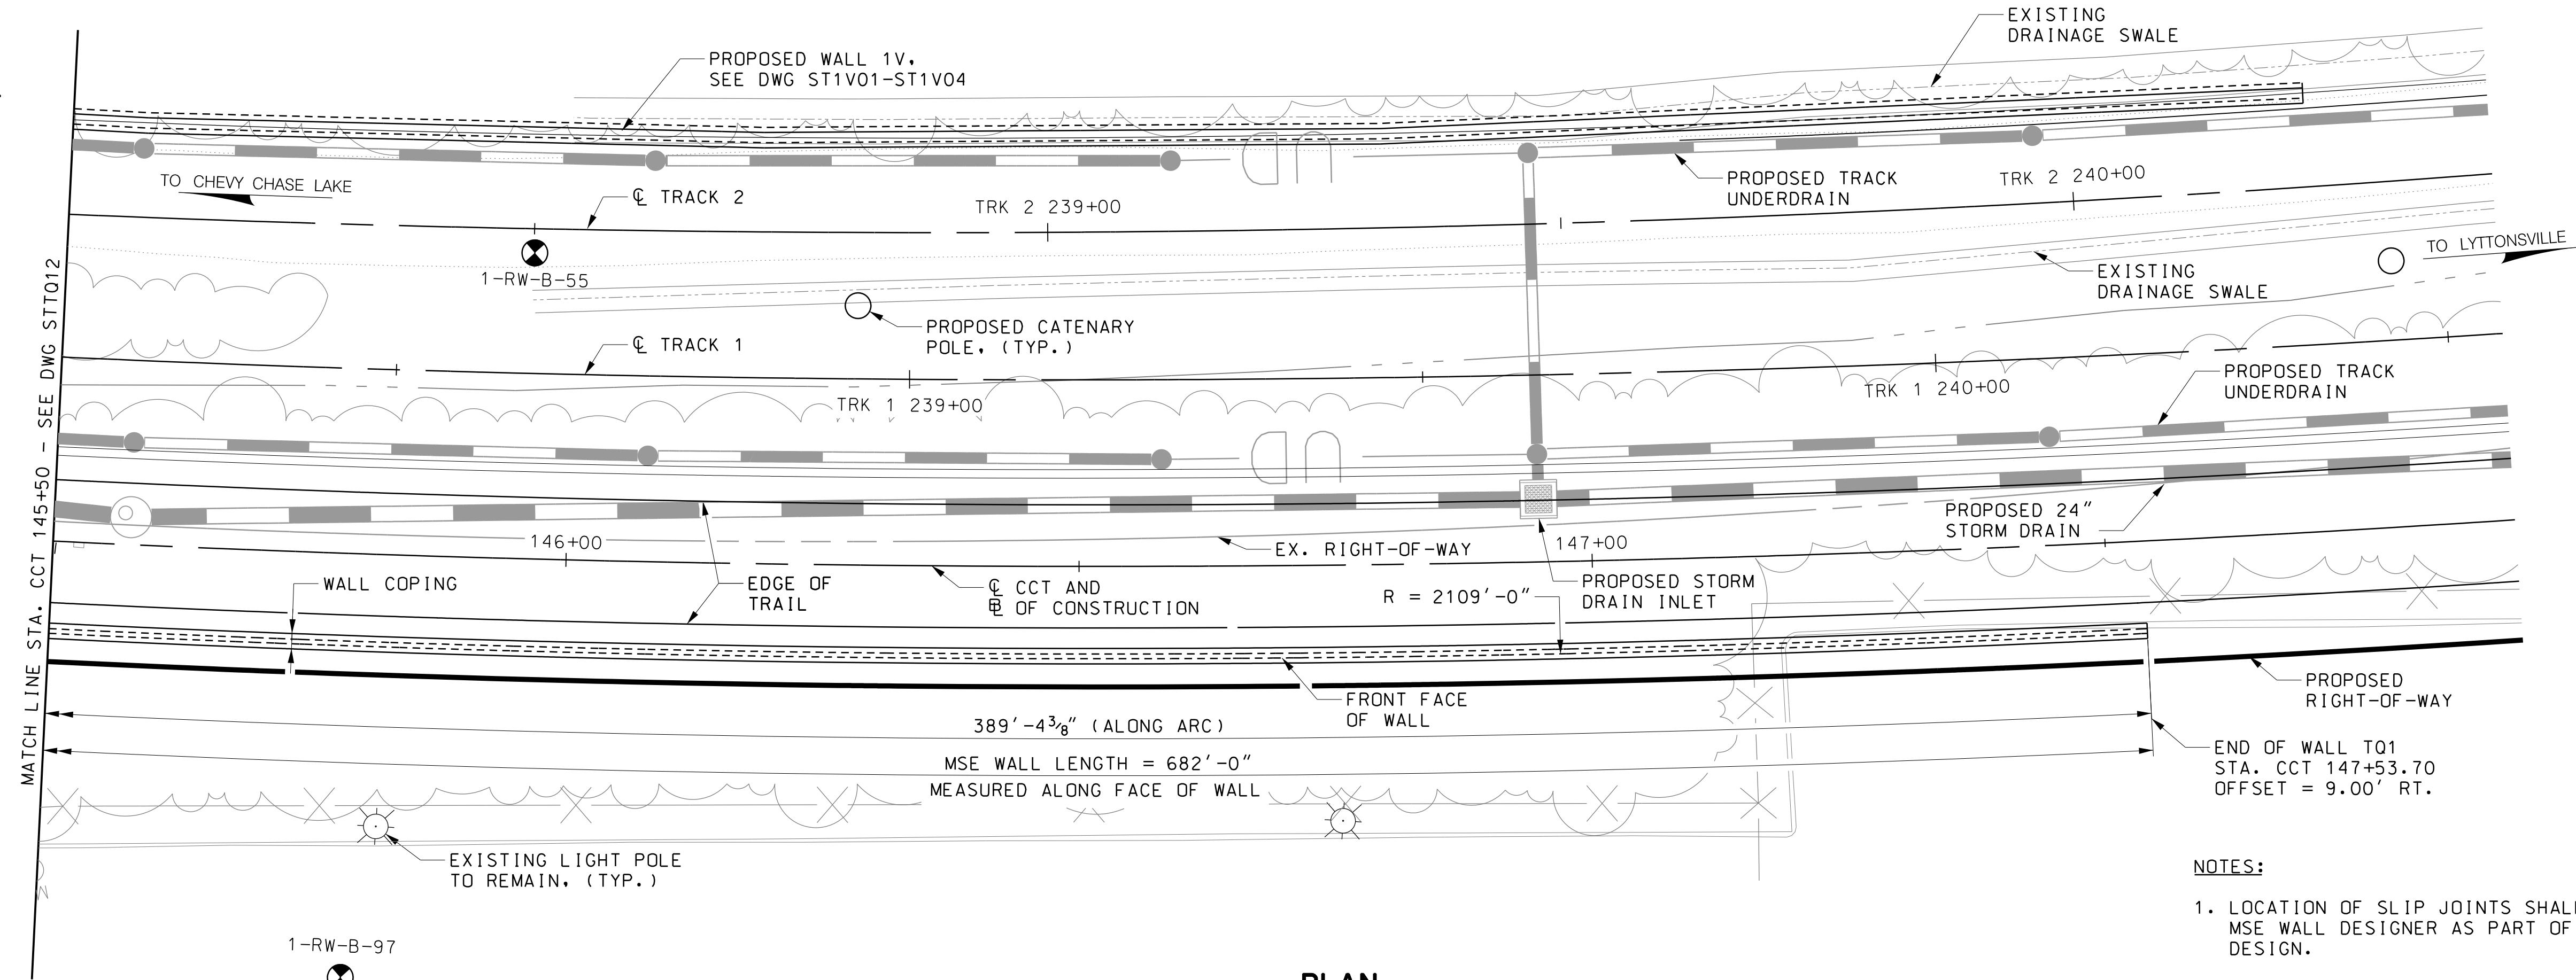 EXISTING
DRAINAGE SWALE
PROPOSED WALL 1V,
SEE DWG ST1V01-ST1V04
TO CHEVY CHASE LAKE
℄ TRACK 2
TRK 2 239+00
PROPOSED TRACK
UNDERDRAIN
TRK 2 240+00
1-RW-B-55
EXISTING
DRAINAGE SWALE
TO LYTTONSVILLE
PROPOSED CATENARY
POLE, (TYP.)
℄ TRACK 1
TRK 1 239+00
TRK 1 240+00
PROPOSED TRACK
UNDERDRAIN
MATCH LINE STA. CCT 145+50 - SEE DWG STTQ12
146+00
EX. RIGHT-OF-WAY
147+00
PROPOSED 24"
STORM DRAIN
WALL COPING
EDGE OF
TRAIL
℄ CCT AND
BL OF CONSTRUCTION
R = 2109'-0"
PROPOSED STORM
DRAIN INLET
FRONT FACE
OF WALL
PROPOSED
RIGHT-OF-WAY
389'-4⅜" (ALONG ARC)
MSE WALL LENGTH = 682'-0"
MEASURED ALONG FACE OF WALL
END OF WALL TQ1
STA. CCT 147+53.70
OFFSET = 9.00' RT.
EXISTING LIGHT POLE
TO REMAIN, (TYP.)
1-RW-B-97
NOTES:
1. LOCATION OF SLIP JOINTS SHALL
MSE WALL DESIGNER AS PART OF
DESIGN.
PLAN